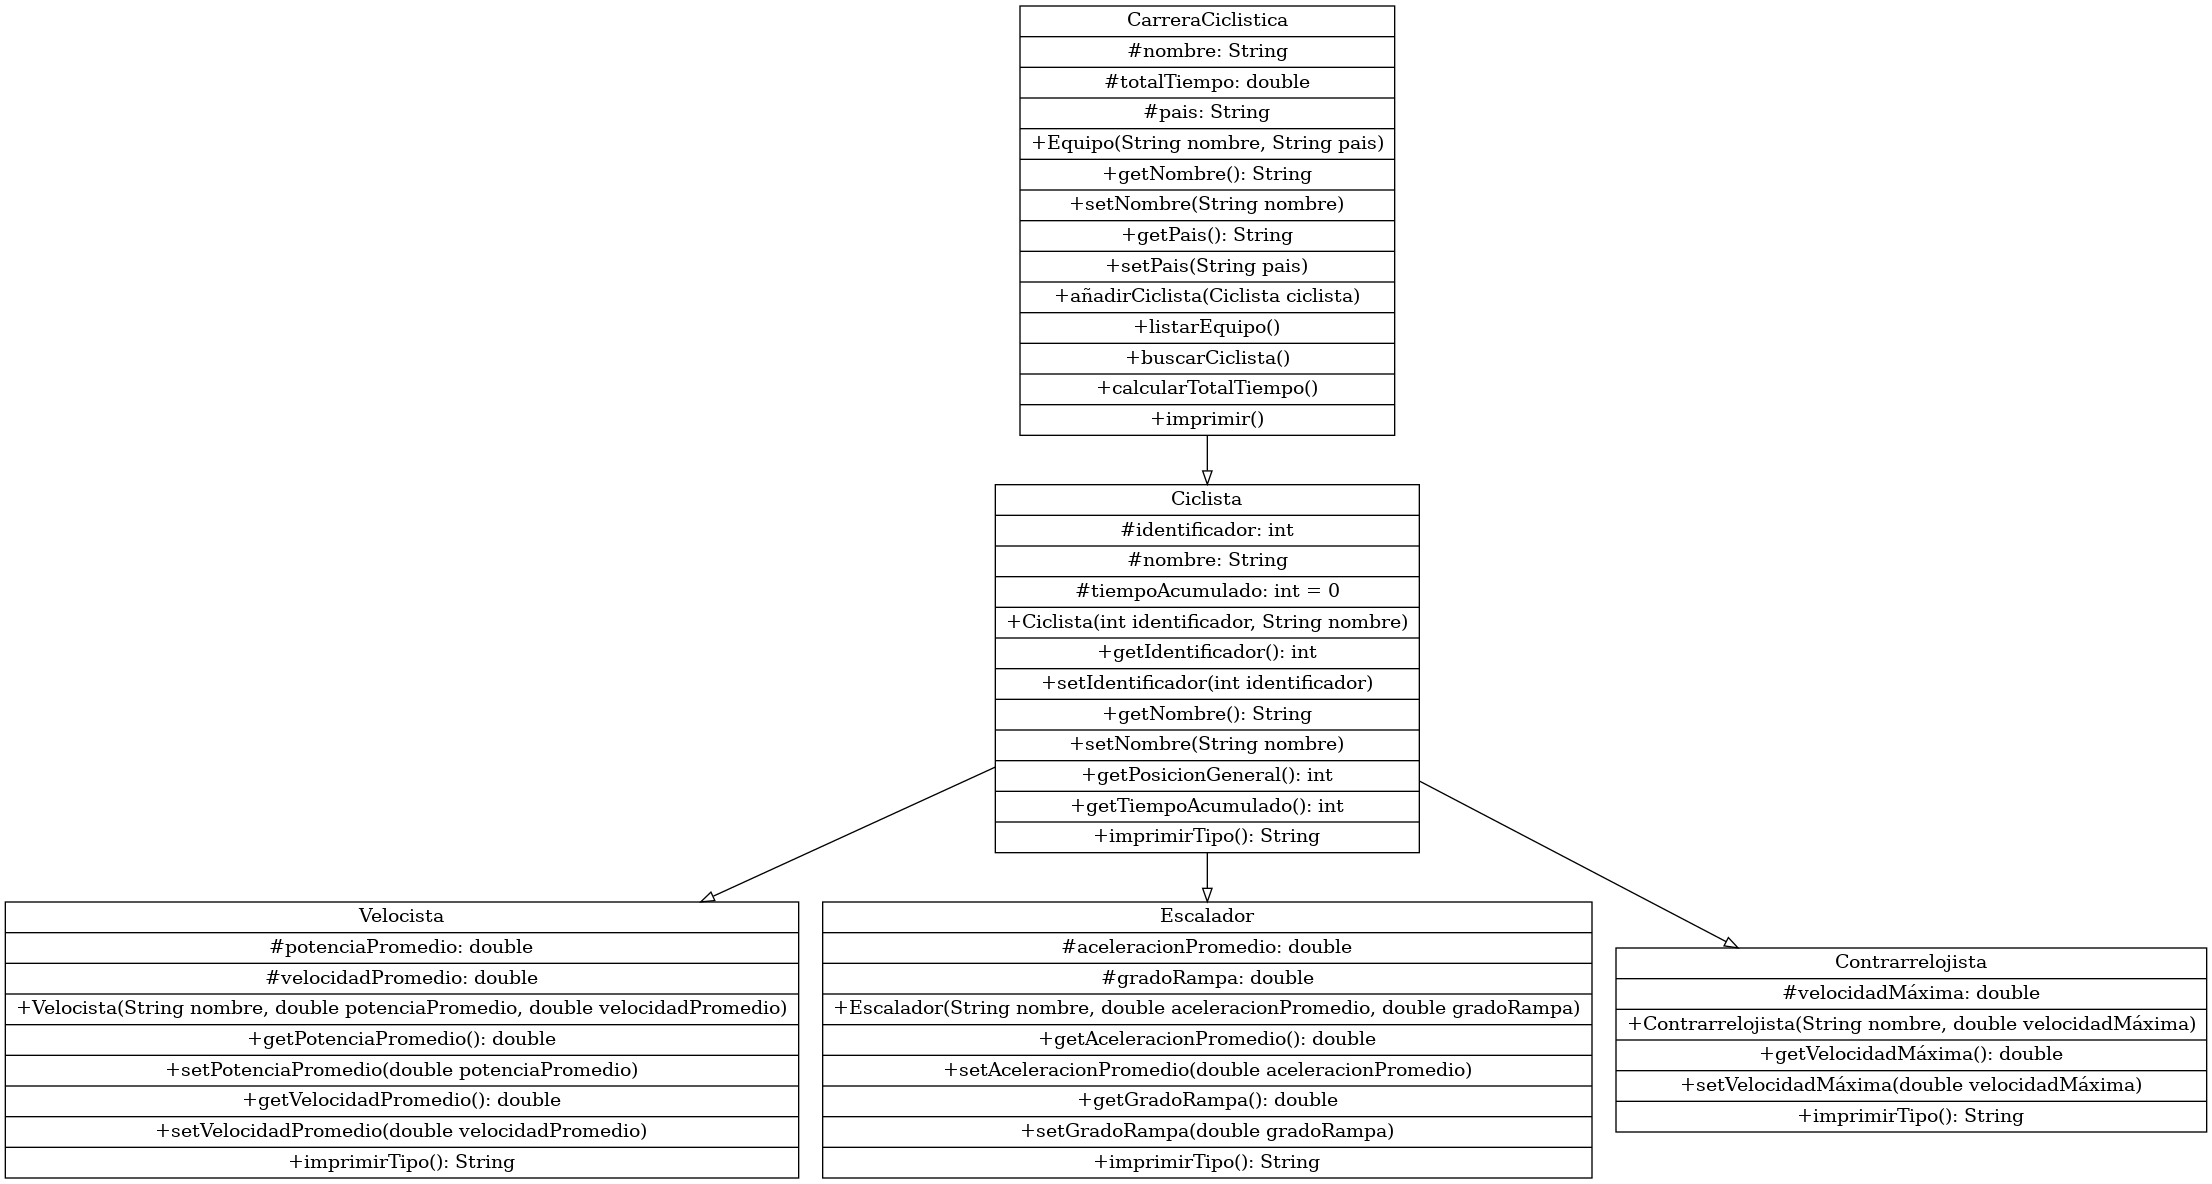 CarreraCiclistica
#nombre: String
#totalTiempo: double
#pais: String
+Equipo(String nombre, String pais)
+getNombre(): String
+setNombre(String nombre)
+getPais(): String
+setPais(String pais)
+añadirCiclista(Ciclista ciclista)
+listarEquipo()
+buscarCiclista()
+calcularTotalTiempo()
+imprimir()
Ciclista
#identificador: int
#nombre: String
#tiempoAcumulado: int = 0
+Ciclista(int identificador, String nombre)
+getIdentificador(): int
+setIdentificador(int identificador)
+getNombre(): String
+setNombre(String nombre)
+getPosicionGeneral(): int
+getTiempoAcumulado(): int
+imprimirTipo(): String
Velocista
#potenciaPromedio: double
#velocidadPromedio: double
+Velocista(String nombre, double potenciaPromedio, double velocidadPromedio)
+getPotenciaPromedio(): double
+setPotenciaPromedio(double potenciaPromedio)
+getVelocidadPromedio(): double
+setVelocidadPromedio(double velocidadPromedio)
+imprimirTipo(): String
Escalador
#aceleracionPromedio: double
#gradoRampa: double
+Escalador(String nombre, double aceleracionPromedio, double gradoRampa)
+getAceleracionPromedio(): double
+setAceleracionPromedio(double aceleracionPromedio)
+getGradoRampa(): double
+setGradoRampa(double gradoRampa)
+imprimirTipo(): String
Contrarrelojista
#velocidadMáxima: double
+Contrarrelojista(String nombre, double velocidadMáxima)
+getVelocidadMáxima(): double
+setVelocidadMáxima(double velocidadMáxima)
+imprimirTipo(): String